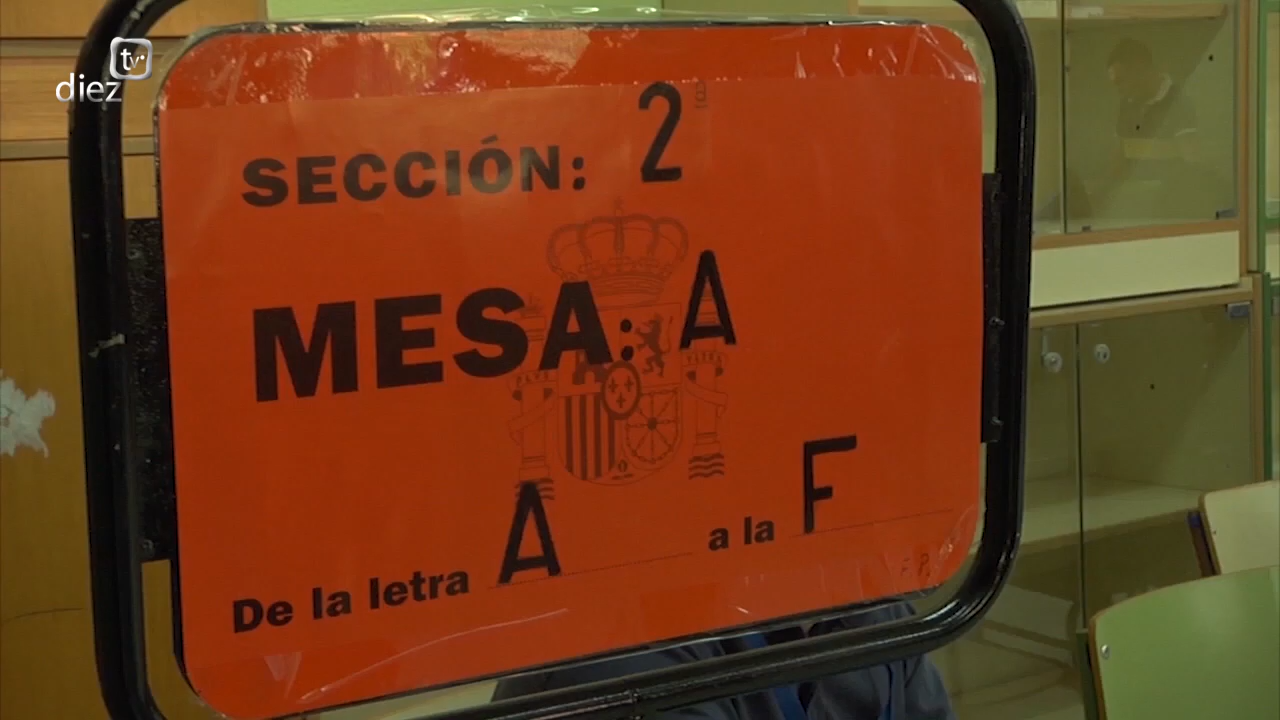 tv
diez
SECCIÓN: 2ª
MESA: A
De la letra A a la F